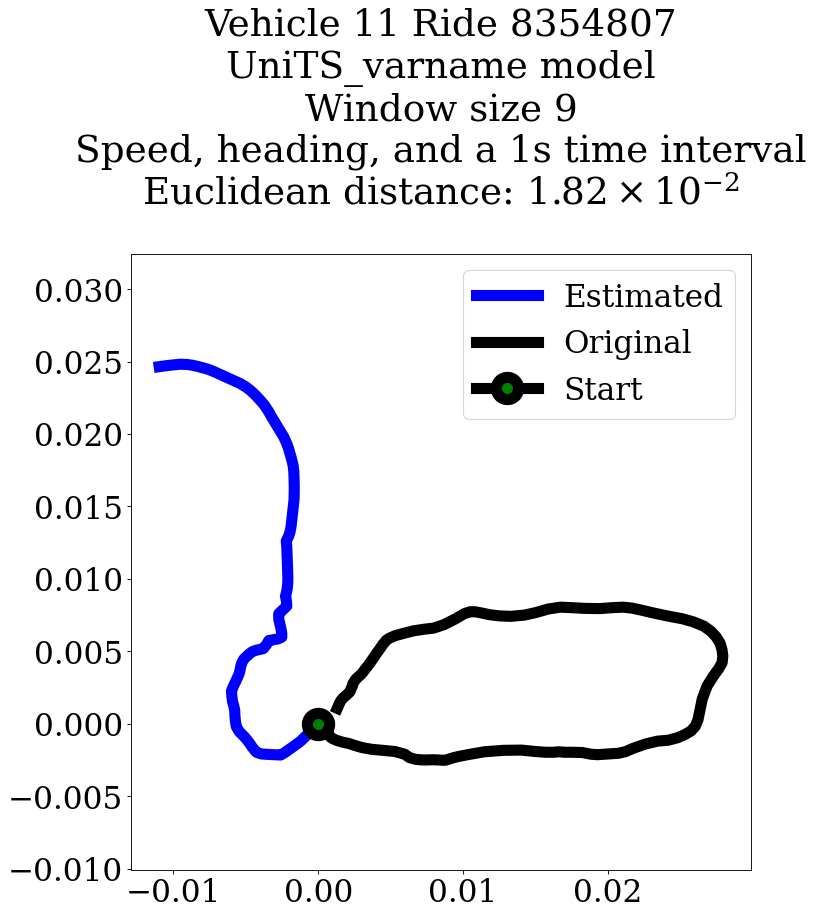 Vehicle 11 Ride 8354807
UniTS_varname model
Window size 9
Speed, heading, and a 1s time interval
Euclidean distance: 1.82 × 10⁻²
Estimated
Original
Start
0.030
0.025
0.020
0.015
0.010
0.005
0.000
−0.005
−0.010
−0.01 0.00 0.01 0.02